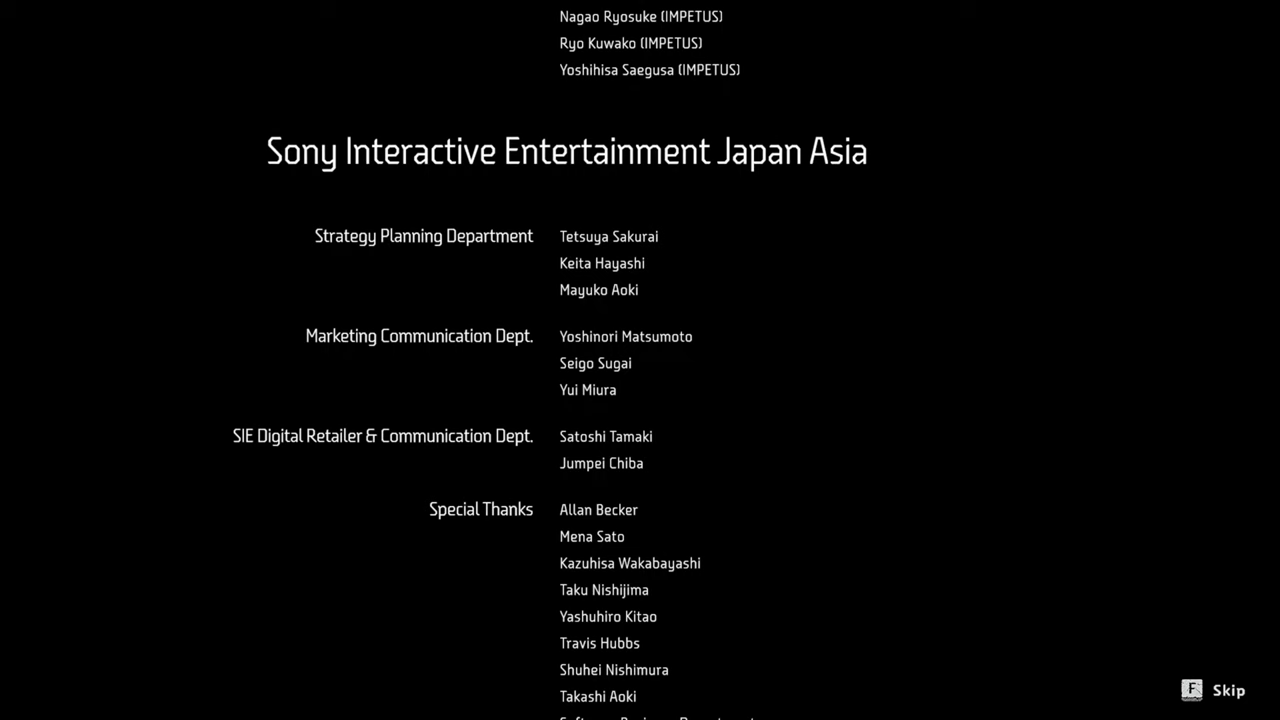 Nagao Ryosuke (IMPETUS)
Ryo Kuwako (IMPETUS)
Yoshihisa Saegusa (IMPETUS)
Sony Interactive Entertainment Japan Asia
Strategy Planning Department Tetsuya Sakurai
Keita Hayashi
Mayuko Aoki
Marketing Communication Dept. Yoshinori Matsumoto
Seigo Sugai
Yui Miura
SIE Digital Retailer & Communication Dept. Satoshi Tamaki
Jumpei Chiba
Special Thanks Allan Becker
Mena Sato
Kazuhisa Wakabayashi
Taku Nishijima
Yashuhiro Kitao
Travis Hubbs
Shuhei Nishimura
Takashi Aoki
F Skip